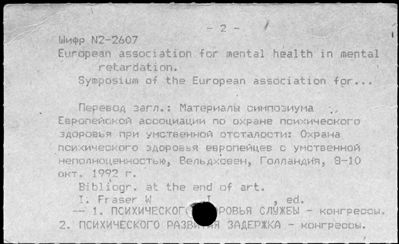 - 2 -
Шифр N2-2607
European association for mental health in mental
retardation.
Symposium of the European association for...
Перевод загл.: Материалы симпозиума
Европейской ассоциации по охране психического
здоровья при умственной отсталости: Охрана
психического здоровья европейцев с умственной
неполноценностью, Вельдховен, Голландия, 9-10
окт. 1992 г.
Bibliogr. at the end of art.
I. Fraser W , ed.
-- 1. ПСИХИЧЕСКОГ РОВЬЯ СЛУЖБЫ - конгрессы.
2. ПСИХИЧЕСКОГО РАЗВИТИЯ ЗАДЕРЖКА - конгрессы.